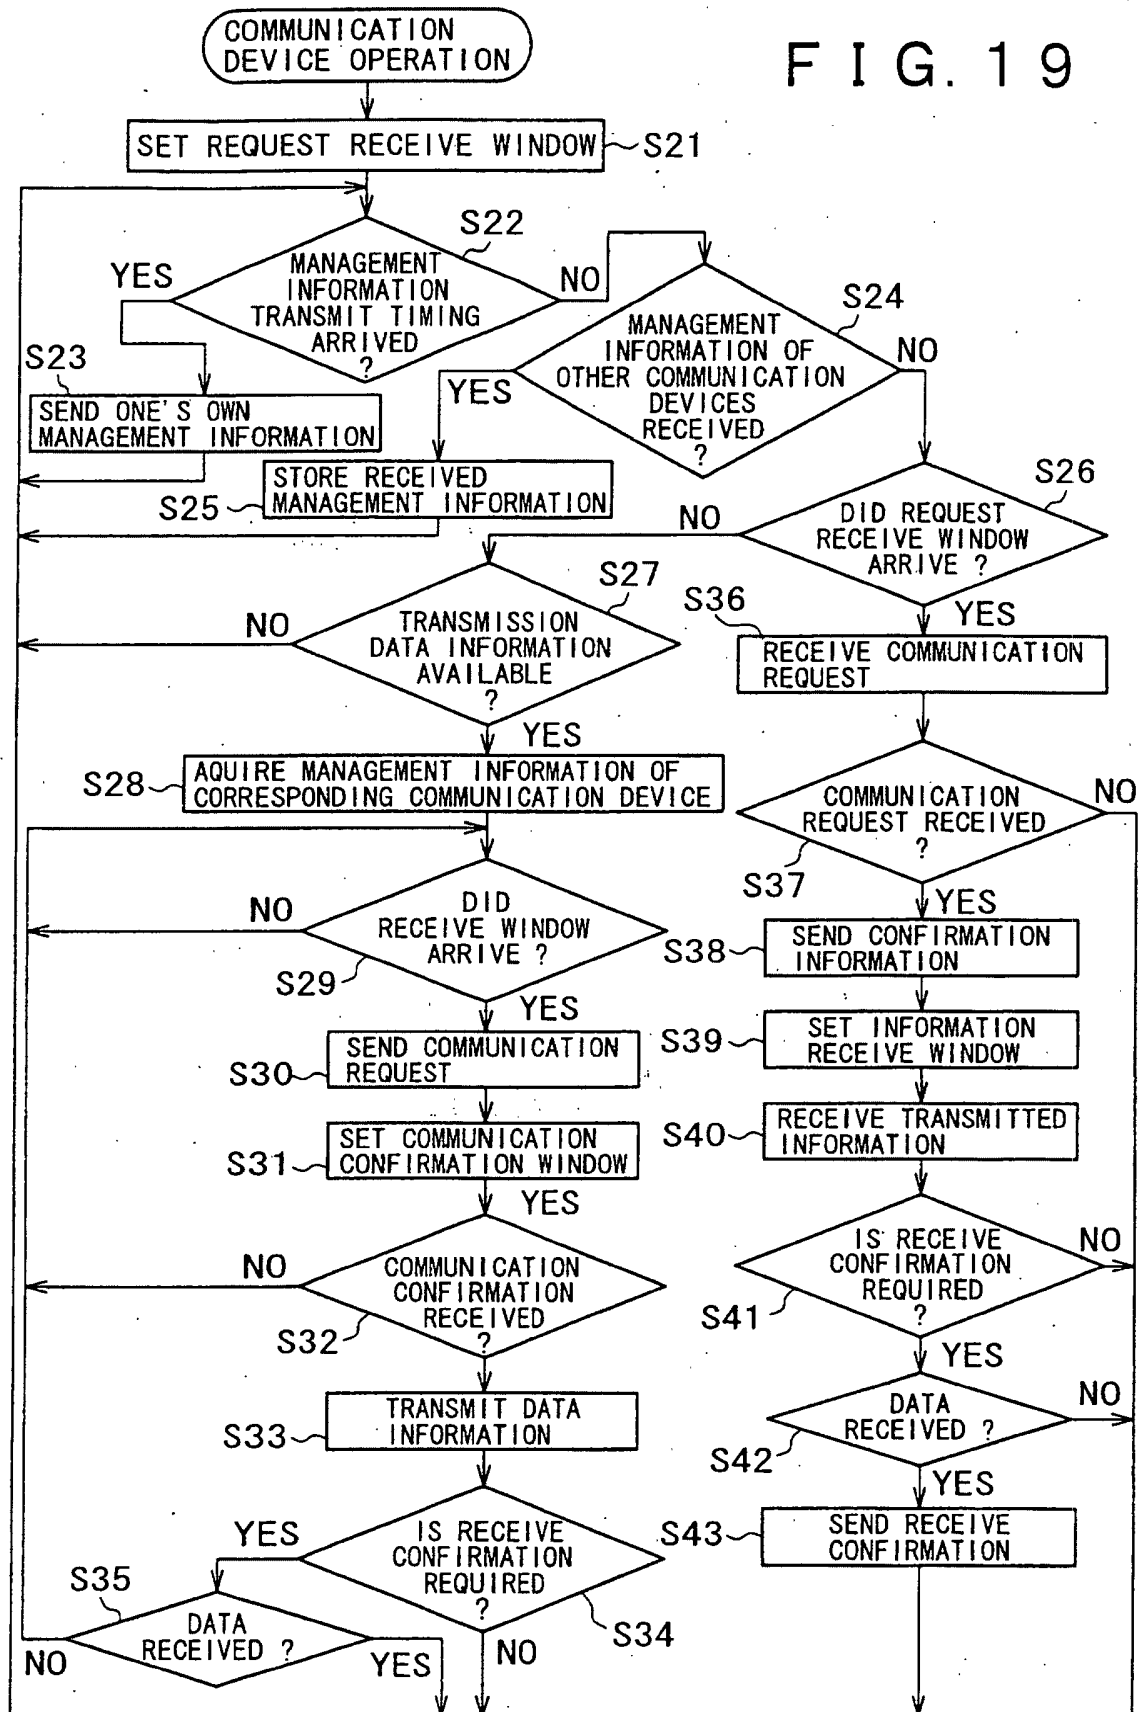 COMMUNICATION
DEVICE OPERATION
FIG. 19
SET REQUEST RECEIVE WINDOW
S21
S22
MANAGEMENT
INFORMATION
TRANSMIT TIMING
ARRIVED
?
YES
NO
S23
SEND ONE'S OWN
MANAGEMENT INFORMATION
S24
MANAGEMENT
INFORMATION OF
OTHER COMMUNICATION
DEVICES
RECEIVED
?
YES
NO
S25
STORE RECEIVED
MANAGEMENT INFORMATION
S26
DID REQUEST
RECEIVE WINDOW
ARRIVE ?
NO
YES
S27
TRANSMISSION
DATA INFORMATION
AVAILABLE
?
NO
YES
S28
AQUIRE MANAGEMENT INFORMATION OF
CORRESPONDING COMMUNICATION DEVICE
DID
RECEIVE WINDOW
ARRIVE ?
NO
S29
YES
S30
SEND COMMUNICATION
REQUEST
S31
SET COMMUNICATION
CONFIRMATION WINDOW
YES
COMMUNICATION
CONFIRMATION
RECEIVED
?
NO
S32
S33
TRANSMIT DATA
INFORMATION
IS RECEIVE
CONFIRMATION
REQUIRED
?
YES
S34
NO
S35
DATA
RECEIVED ?
NO
YES
S36
RECEIVE COMMUNICATION
REQUEST
COMMUNICATION
REQUEST RECEIVED
?
NO
S37
YES
S38
SEND CONFIRMATION
INFORMATION
S39
SET INFORMATION
RECEIVE WINDOW
S40
RECEIVE TRANSMITTED
INFORMATION
IS RECEIVE
CONFIRMATION
REQUIRED
?
NO
S41
YES
DATA
RECEIVED ?
NO
S42
YES
S43
SEND RECEIVE
CONFIRMATION